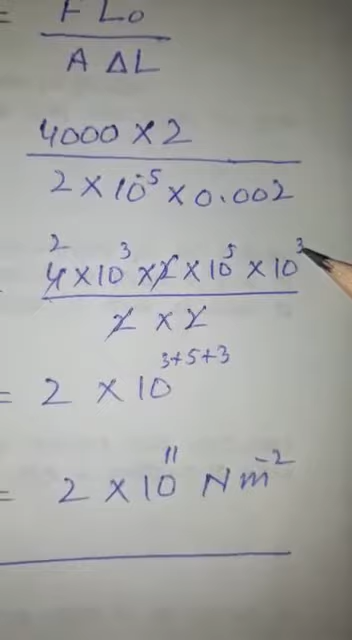 = F L₀
A ΔL
4000 × 2
2 × 10⁻⁵ × 0.002
2
4 × 10³ × 2 × 10⁵ × 10³
2 × 2
= 2 × 10³⁺⁵⁺³
= 2 × 10¹¹ N m⁻²